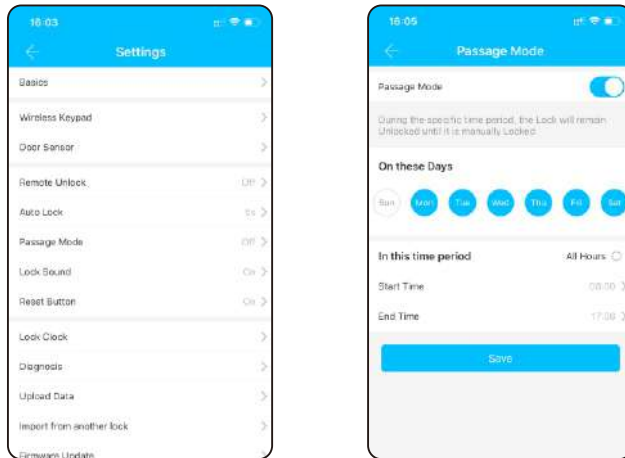 16:03
Settings
Basics
Wireless Keypad
Door Sensor
Remote Unlock Off
Auto Lock 5s
Passage Mode Off
Lock Sound On
Reset Button On
Lock Clock
Diagnosis
Upload Data
Import from another lock
Firmware Update
16:05
Passage Mode
Passage Mode
During the specific time period, the Lock will remain
Unlocked until it is manually Locked
On these Days
Sun Mon Tue Wed Thu Fri Sat
In this time period All Hours
Start Time 08:00
End Time 17:00
Save